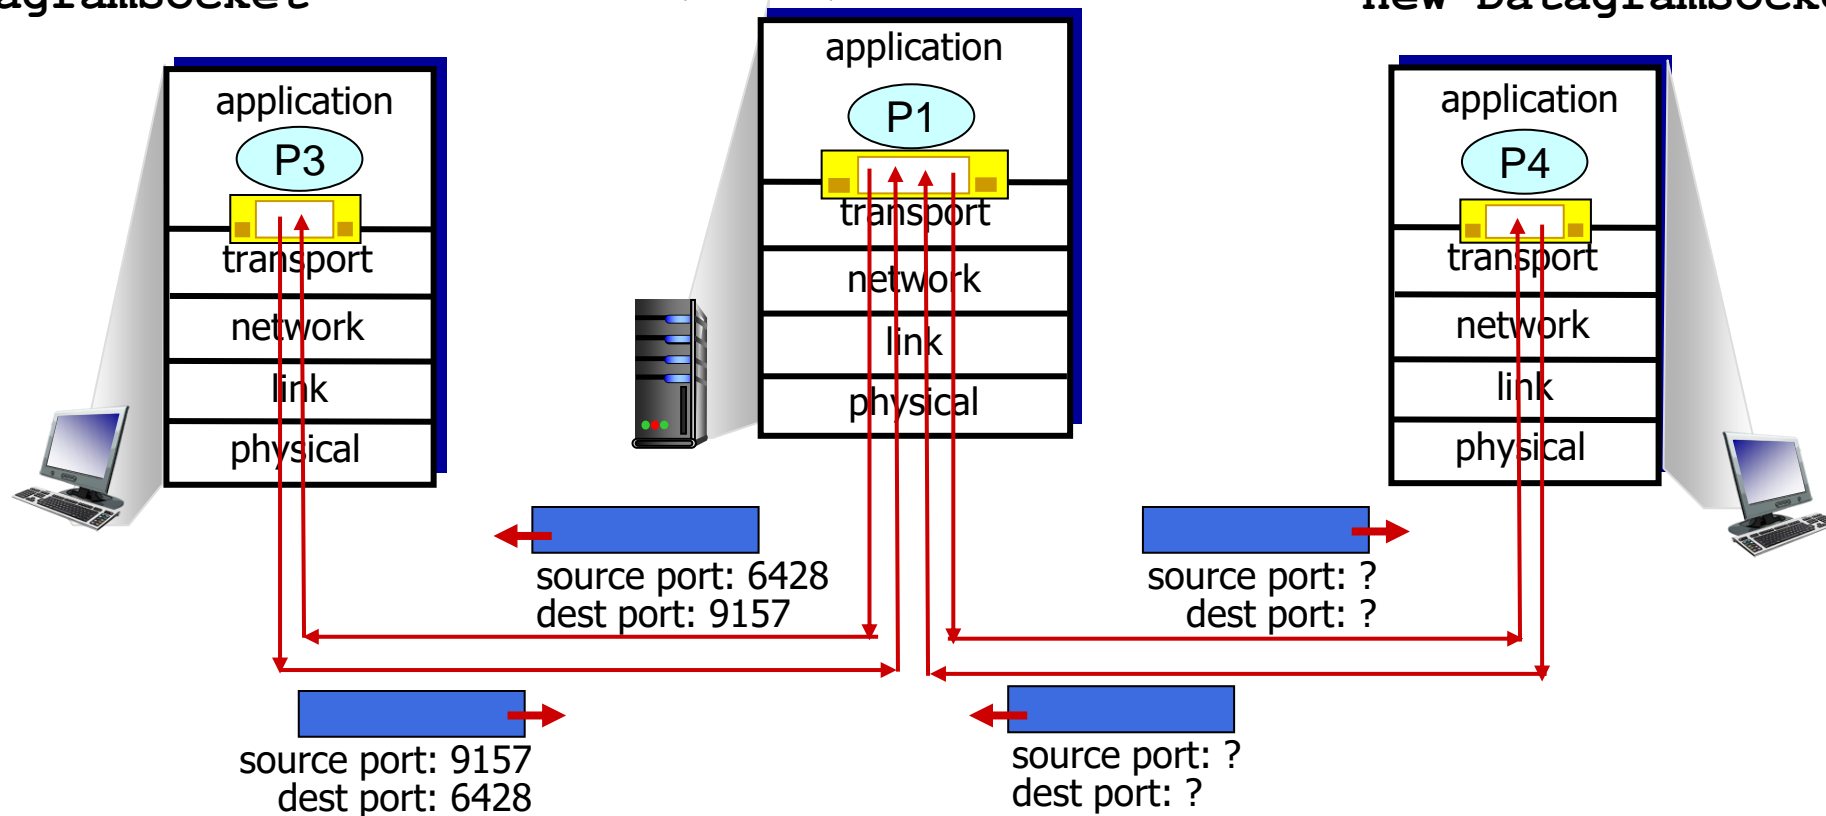 application
P3
transport
network
link
physical
application
P1
transport
network
link
physical
application
P4
transport
network
link
physical
source port: 6428
dest port: 9157
source port: ?
dest port: ?
source port: 9157
dest port: 6428
source port: ?
dest port: ?